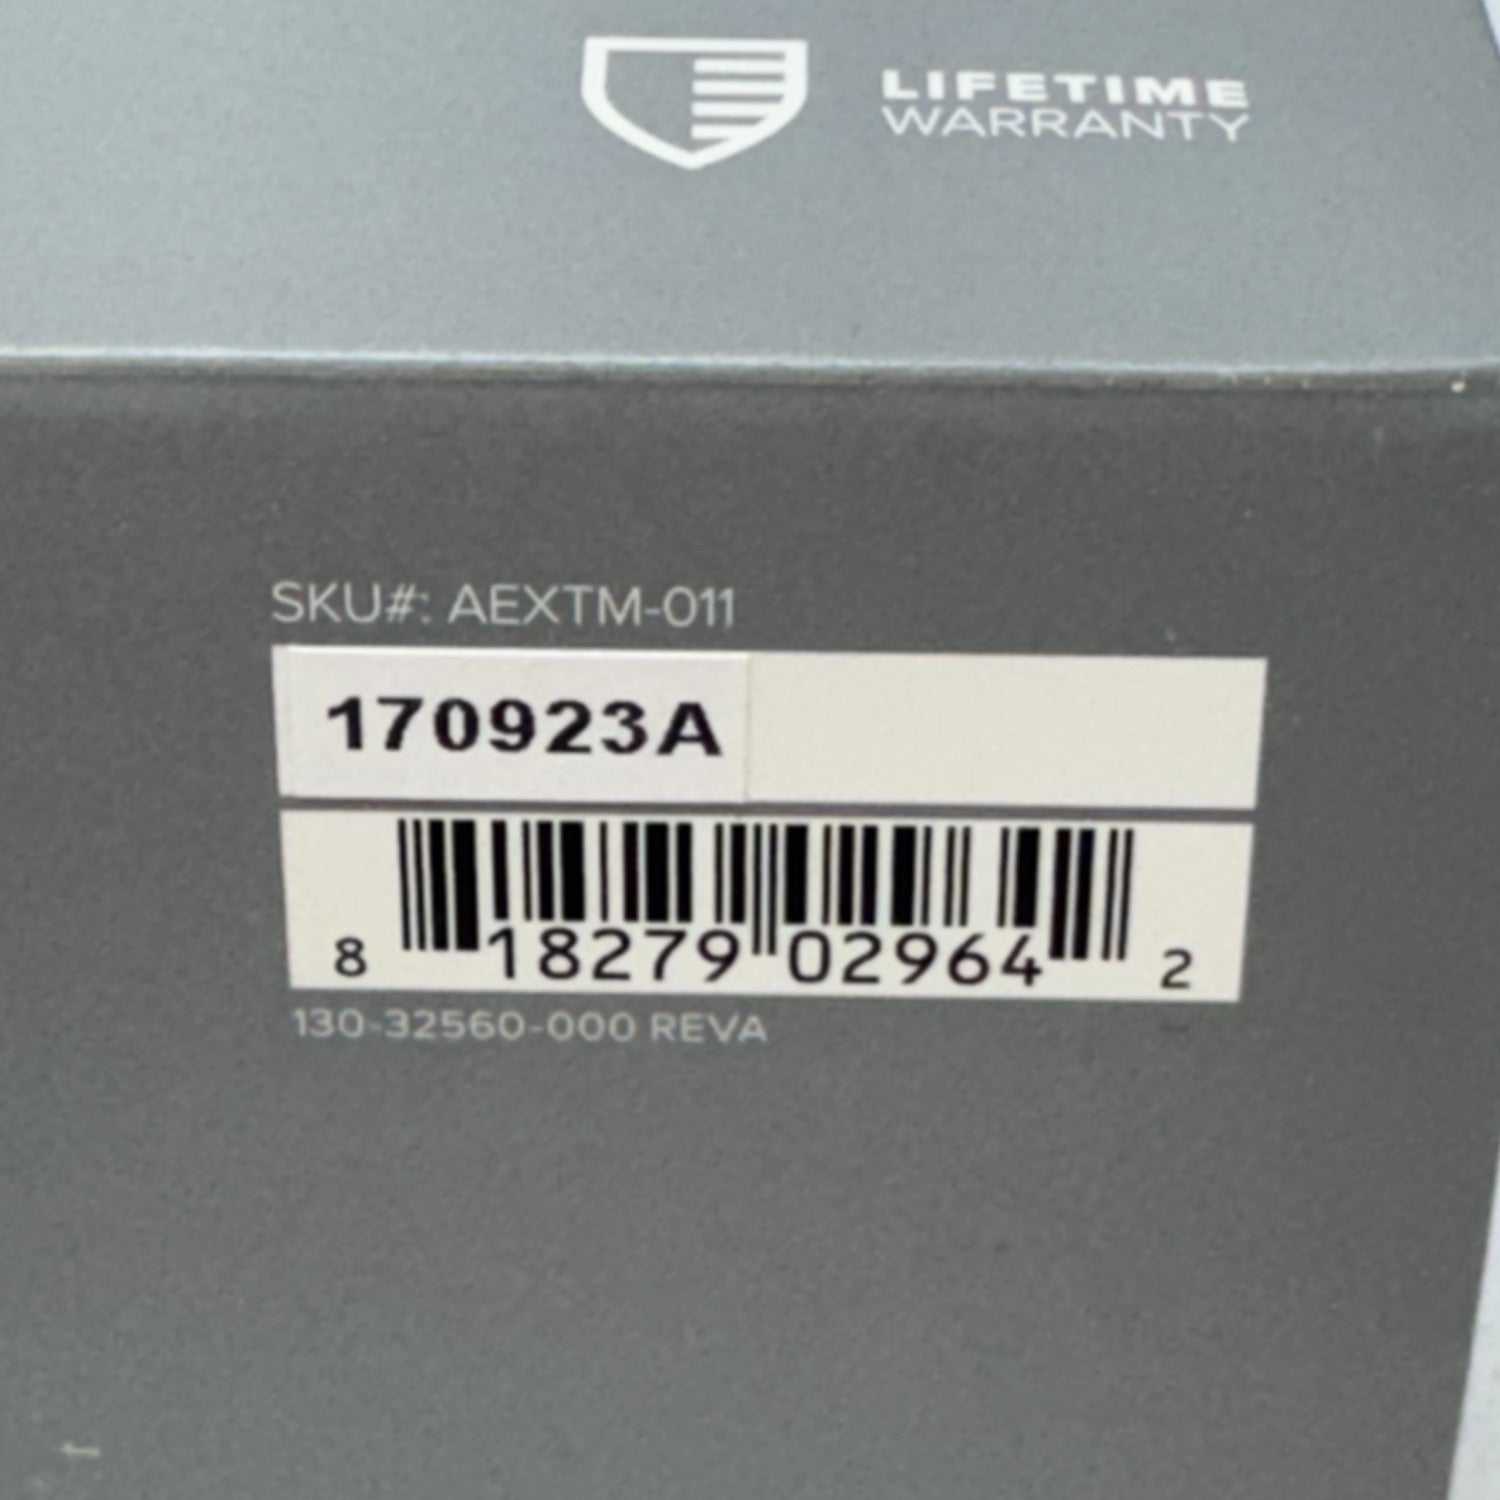 LIFETIME
WARRANTY
SKU#: AEXTM-011
170923A
8 18279 02964 2
130-32560-000 REVA